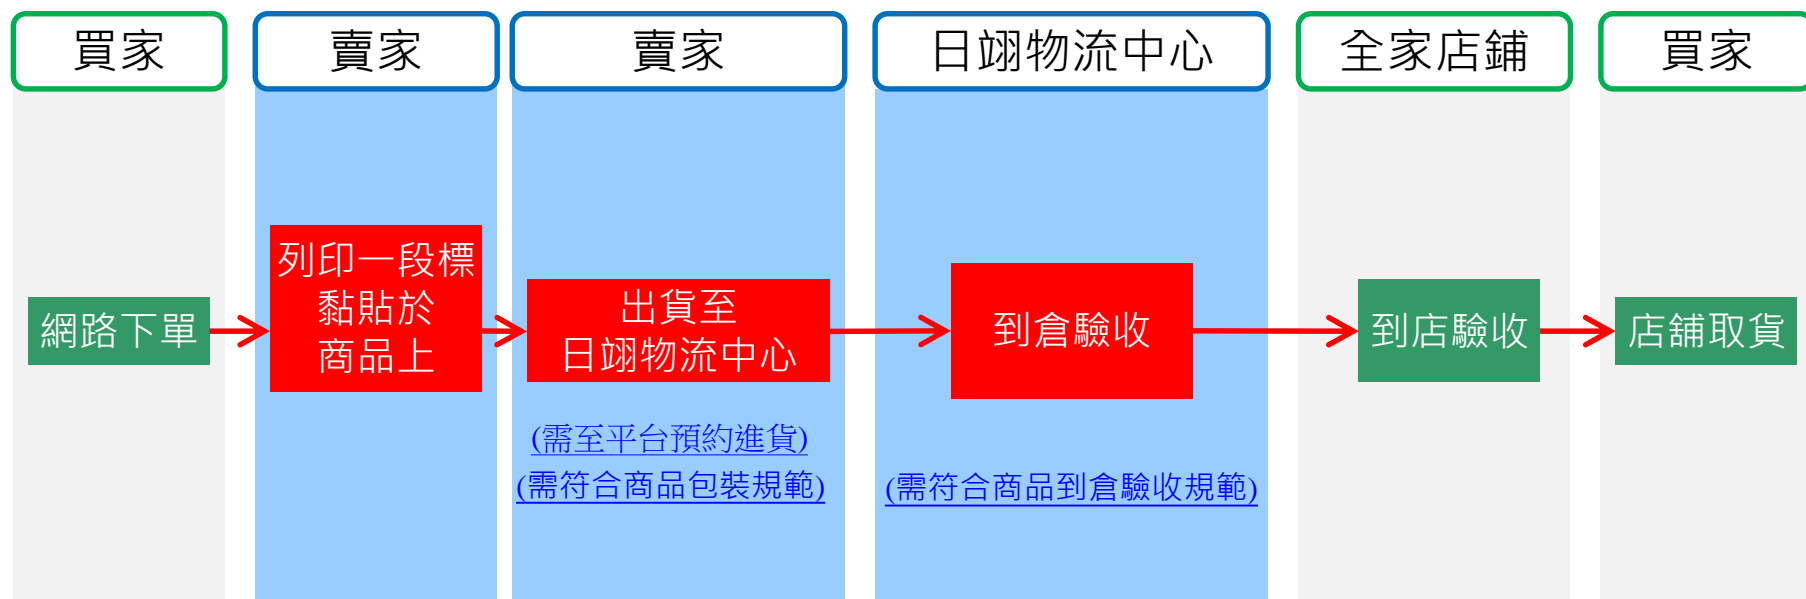 買家
賣家
賣家
日翊物流中心
全家店鋪
買家
網路下單
列印一段標
黏貼於
商品上
出貨至
日翊物流中心
(需至平台預約進貨)
(需符合商品包裝規範)
到倉驗收
(需符合商品到倉驗收規範)
到店驗收
店舖取貨